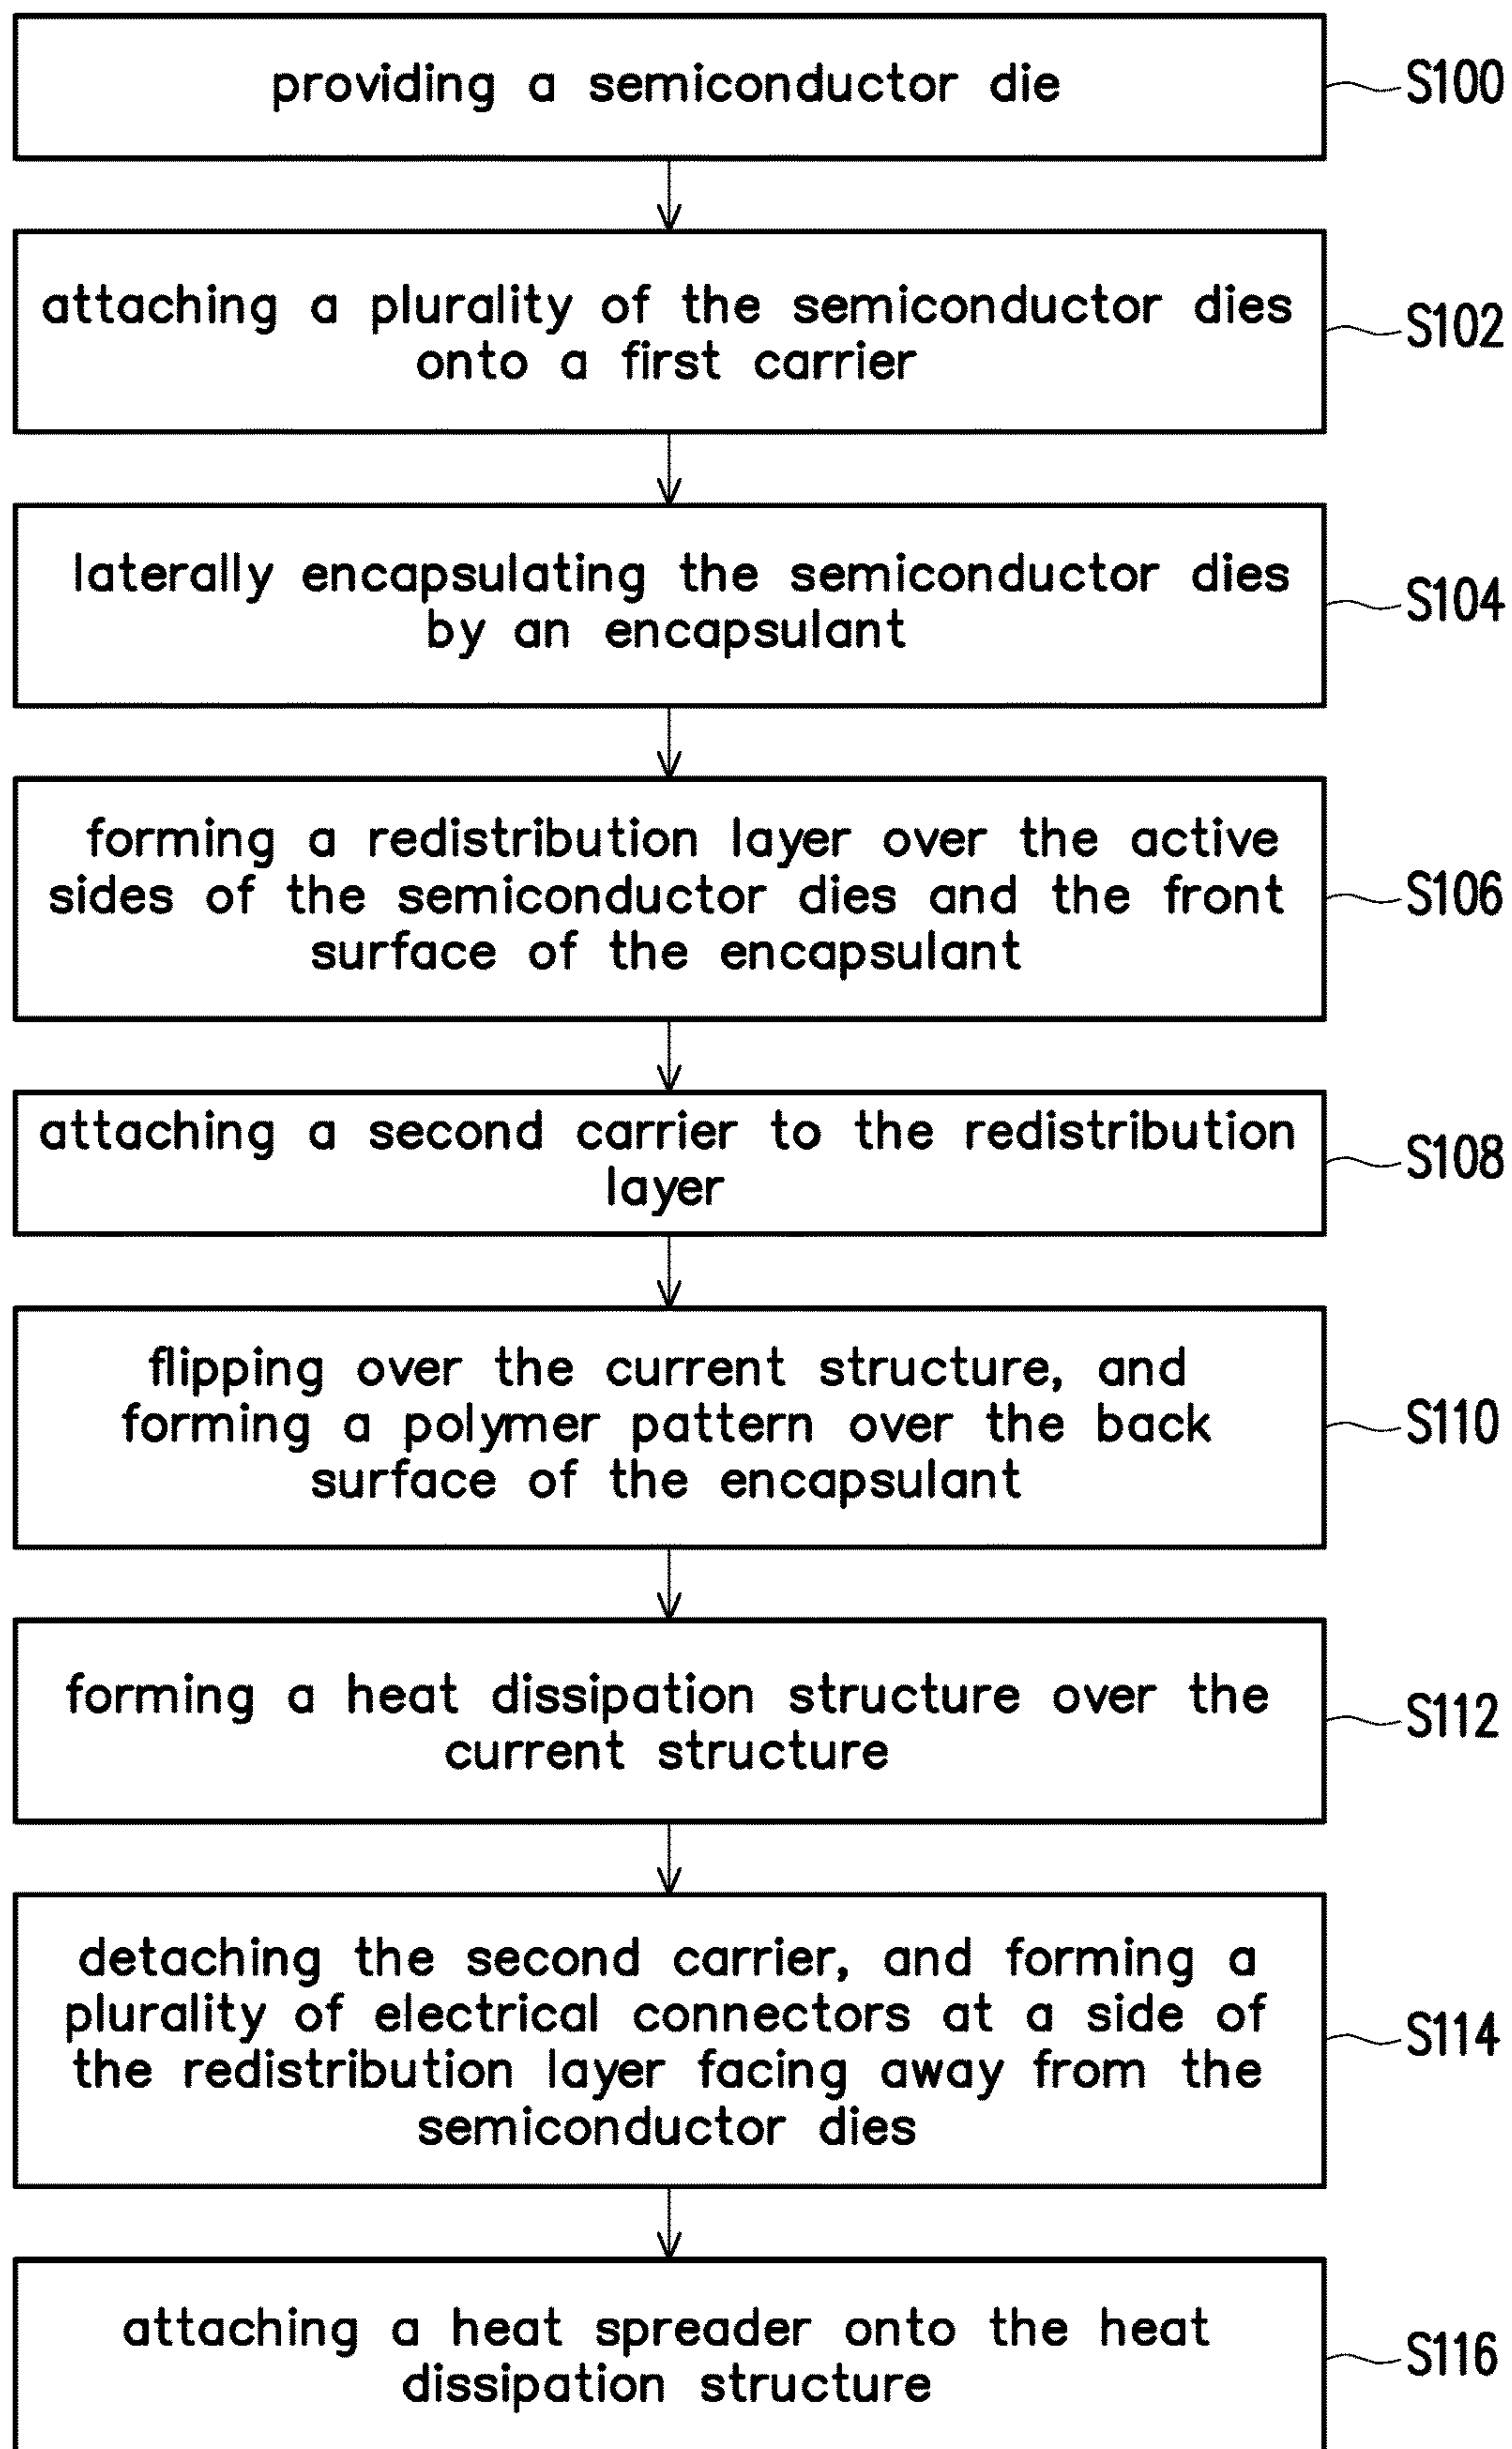 providing a semiconductor die
S100
attaching a plurality of the semiconductor dies
onto a first carrier
S102
laterally encapsulating the semiconductor dies
by an encapsulant
S104
forming a redistribution layer over the active
sides of the semiconductor dies and the front
surface of the encapsulant
S106
attaching a second carrier to the redistribution
layer
S108
flipping over the current structure, and
forming a polymer pattern over the back
surface of the encapsulant
S110
forming a heat dissipation structure over the
current structure
S112
detaching the second carrier, and forming a
plurality of electrical connectors at a side of
the redistribution layer facing away from the
semiconductor dies
S114
attaching a heat spreader onto the heat
dissipation structure
S116